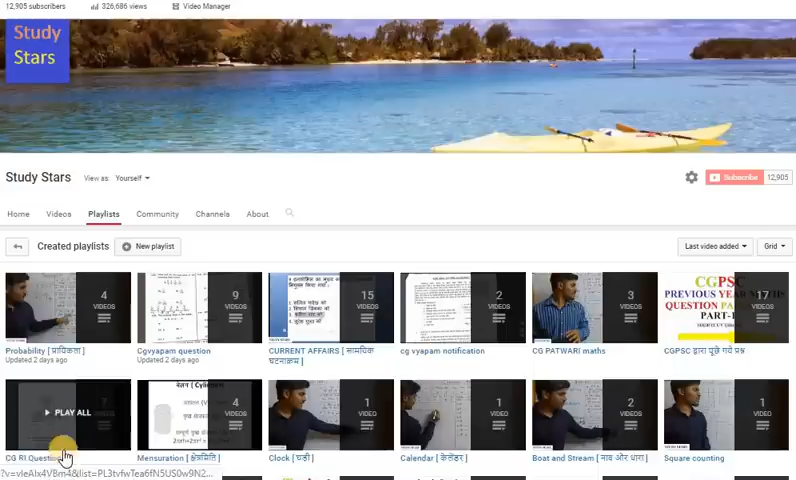 12,905 subscribers 326,686 views Video Manager
Study
Stars
Study Stars View as: Yourself Subscribe 12,905
Home Videos Playlists Community Channels About
Created playlists New playlist Last video added Grid
4 VIDEOS
9 VIDEOS
15 VIDEOS
2 VIDEOS
3 VIDEOS
CGPSC
PREVIOUS YEAR MATHS
QUESTION
17 VIDEOS
Probability [ प्रायिकता ]
Updated 2 days ago
Cgvyapam question
Updated 2 days ago
CURRENT AFFAIRS [ सामयिक
घटनाक्रम ]
cg vyapam notification
CG PATWARI maths
CGPSC द्वारा पूछे गये प्रश्न
PLAY ALL
4 VIDEOS
1 VIDEO
1 VIDEO
2 VIDEOS
1 VIDEO
CG RI Question
Mensuration [ क्षेत्रमिति ]
Clock [ घड़ी ]
Calendar [ केलेंडर ]
Boat and Stream [ नाव और धारा ]
Square counting